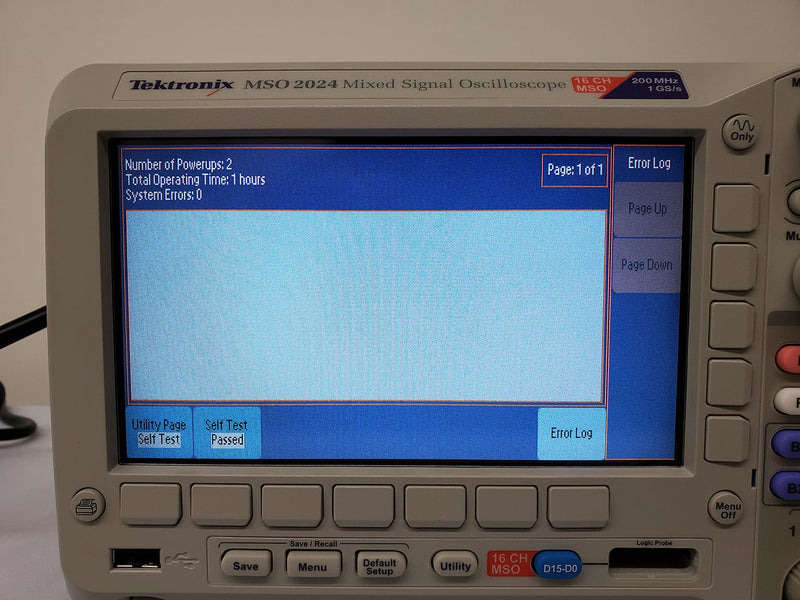 Tektronix MSO 2024 Mixed Signal Oscilloscope
16 CH
MSO
200 MHz
1 GS/s
Only
Number of Powerups: 2
Total Operating Time: 1 hours
System Errors: 0
Page: 1 of 1
Error Log
Page Up
Page Down
Utility Page
Self Test
Self Test
Passed
Error Log
Menu
Off
Save / Recall
Save
Menu
Default
Setup
Utility
16 CH
MSO
D15-D0
Logic Probe
1